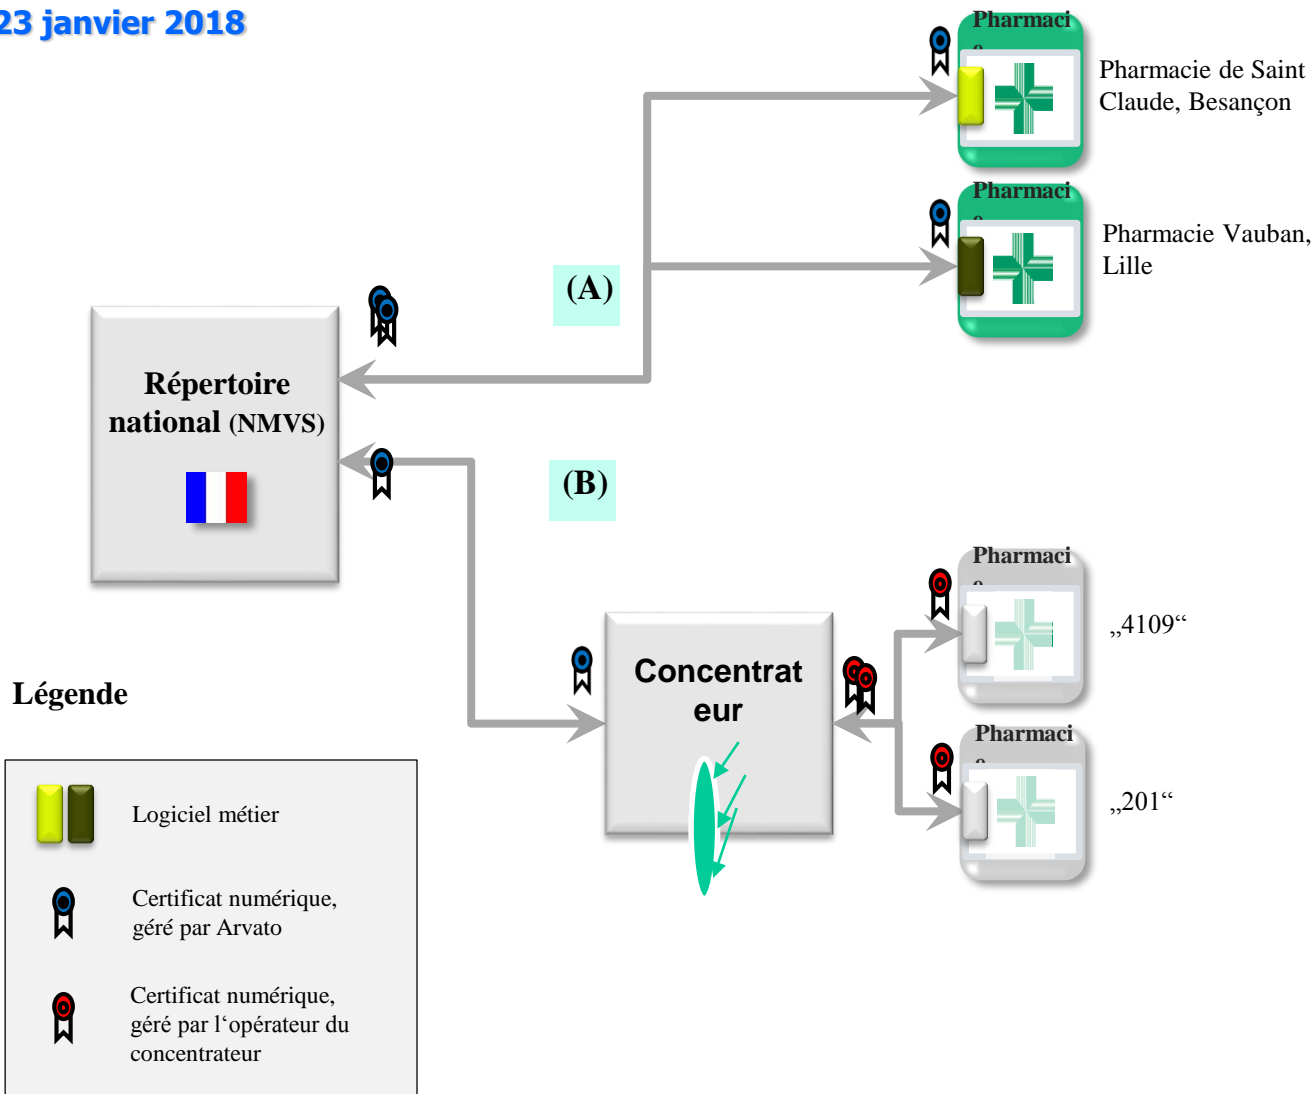 23 janvier 2018
Pharmaci
Pharmacie de Saint
Claude, Besançon
Pharmaci
Pharmacie Vauban,
Lille
(A)
Répertoire
national (NMVS)
(B)
Pharmaci
„4109“
Concentrat
eur
Pharmaci
„201“
Légende
Logiciel métier
Certificat numérique,
géré par Arvato
Certificat numérique,
géré par l‘opérateur du
concentrateur